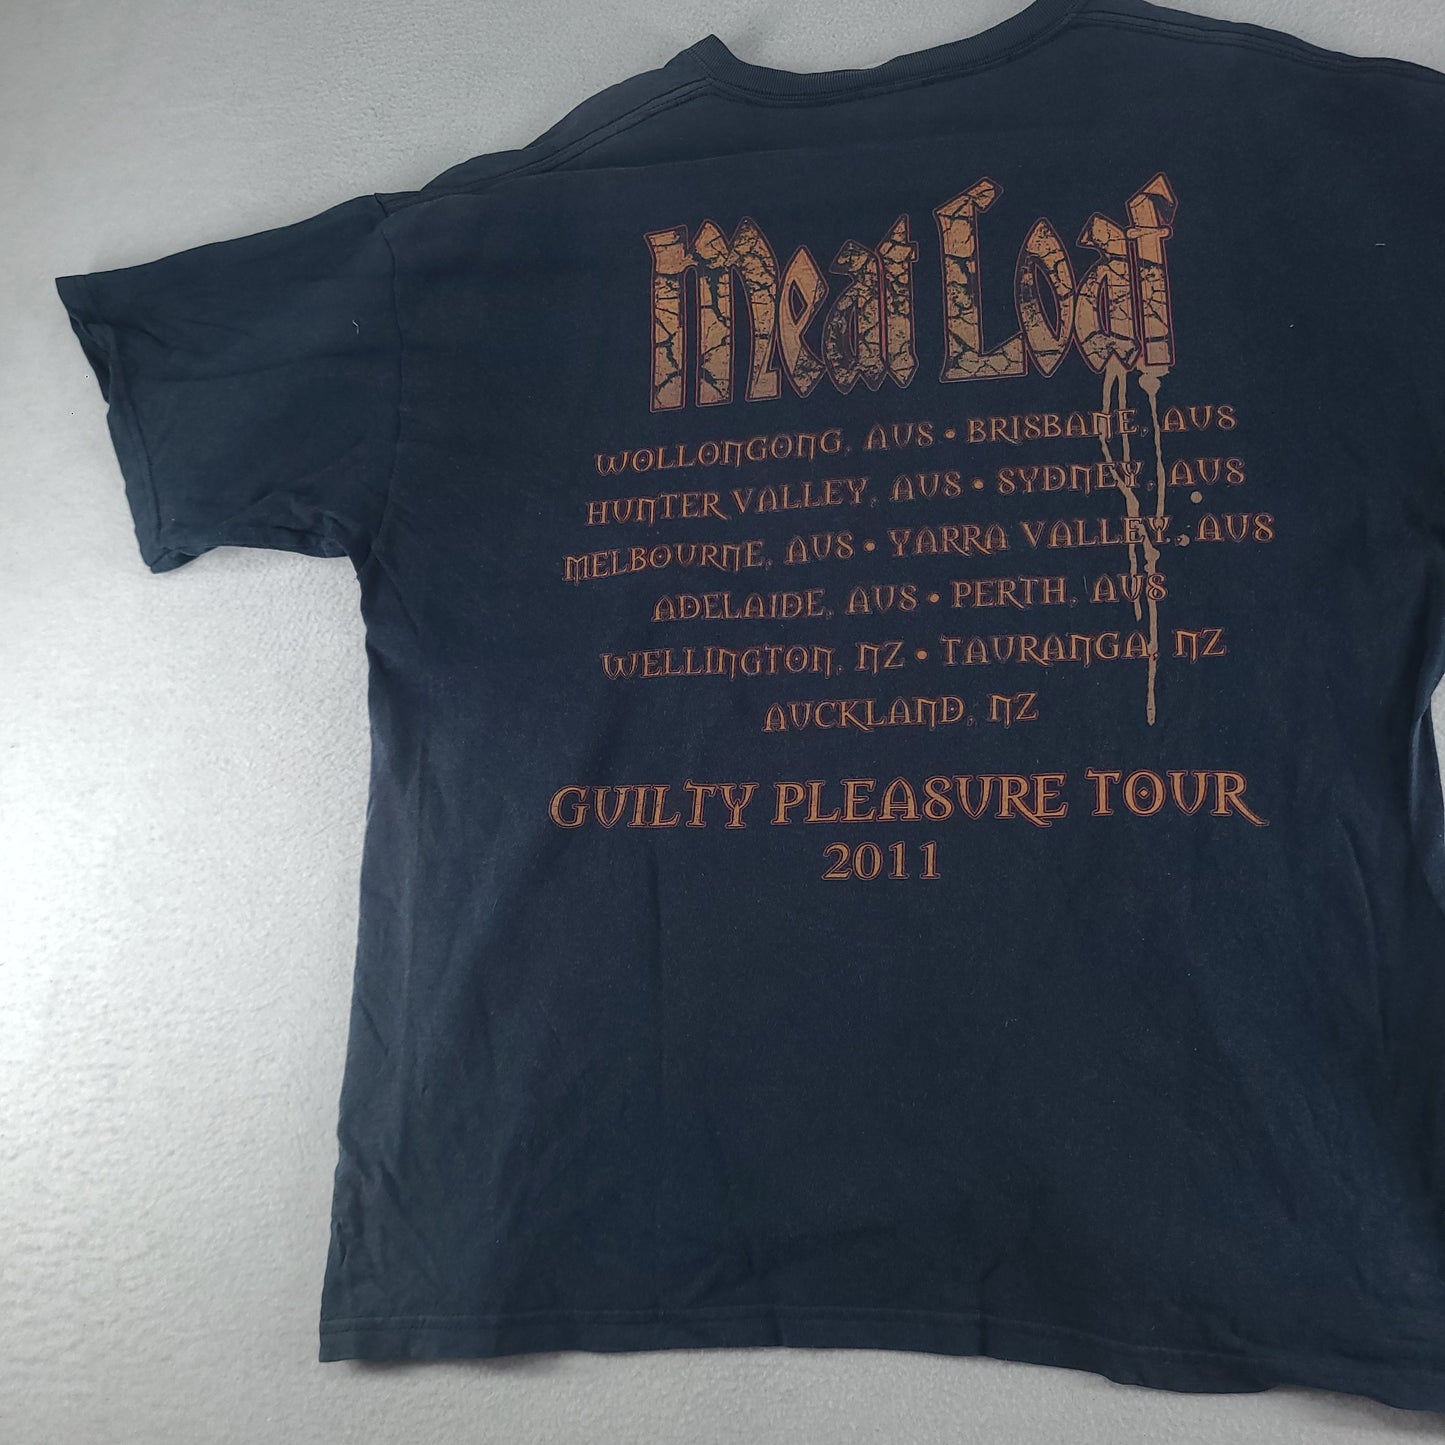 Meat Loaf
WOLLONGONG, AUS • BRISBANE, AUS
HUNTER VALLEY, AUS • SYDNEY, AUS
MELBOURNE, AUS • YARRA VALLEY, AUS
ADELAIDE, AUS • PERTH, AUS
WELLINGTON, NZ • TAURANGA, NZ
AUCKLAND, NZ
GUILTY PLEASURE TOUR
2011